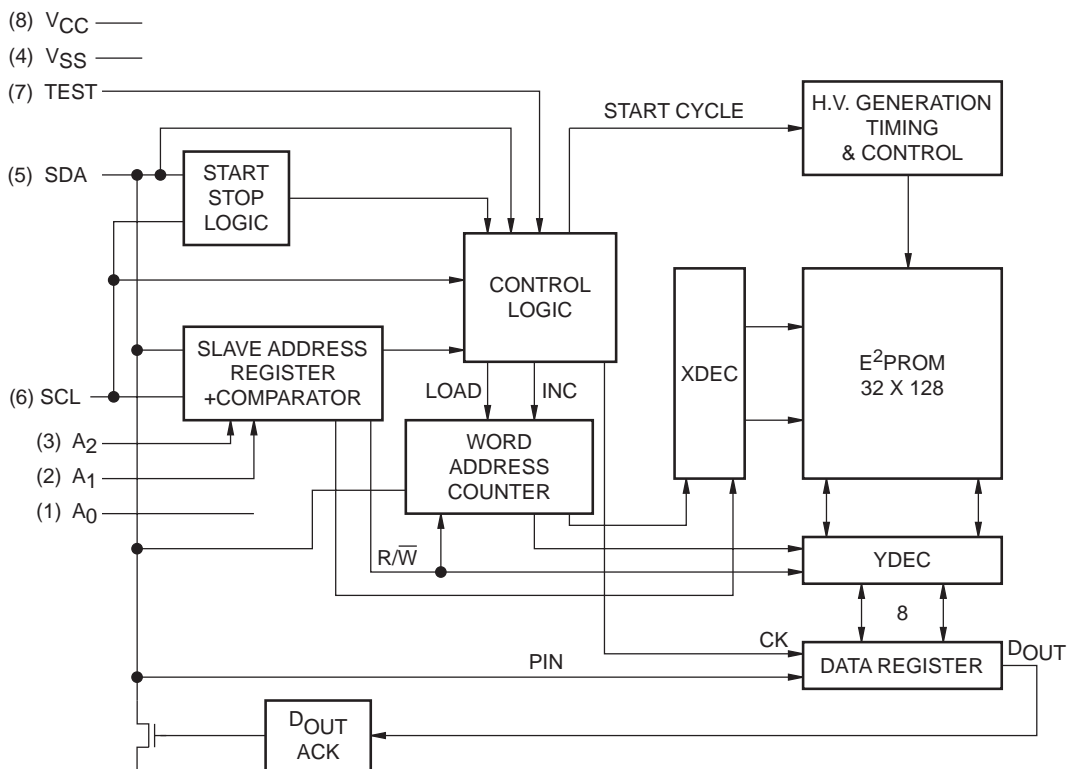 (8) VCC
(4) VSS
(7) TEST
START CYCLE
H.V. GENERATION
TIMING
& CONTROL
(5) SDA
START
STOP
LOGIC
CONTROL
LOGIC
SLAVE ADDRESS
REGISTER
+COMPARATOR
(6) SCL
LOAD
INC
XDEC
E²PROM
32 X 128
(3) A2
(2) A1
(1) A0
WORD
ADDRESS
COUNTER
R/W̅
YDEC
8
CK
PIN
DATA REGISTER
DOUT
DOUT
ACK